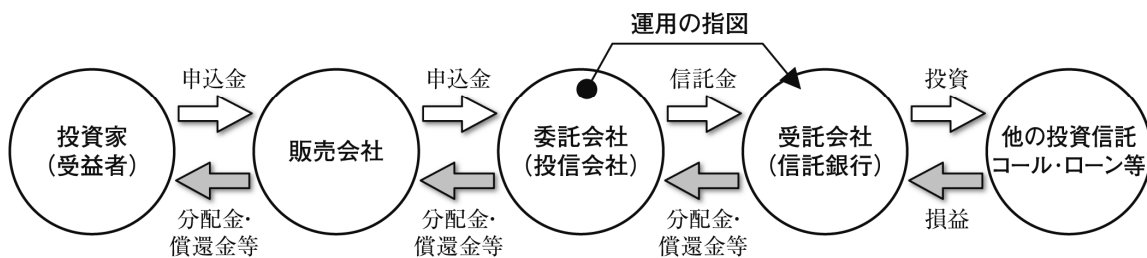 運用の指図
申込金
申込金
信託金
投資
投資家
（受益者）
販売会社
委託会社
（投信会社）
受託会社
（信託銀行）
他の投資信託
コール・ローン等
分配金・
償還金等
分配金・
償還金等
分配金・
償還金等
損益